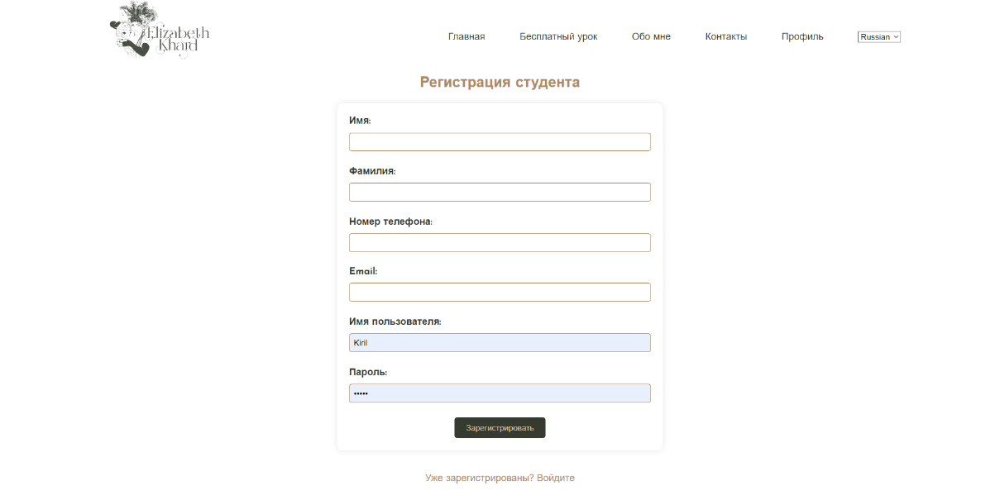 Elizabeth
Khard
Главная Бесплатный урок Обо мне Контакты Профиль Russian
Регистрация студента
Имя:
Фамилия:
Номер телефона:
Email:
Имя пользователя:
Kiril
Пароль:
•••••
Зарегистрировать
Уже зарегистрированы? Войдите